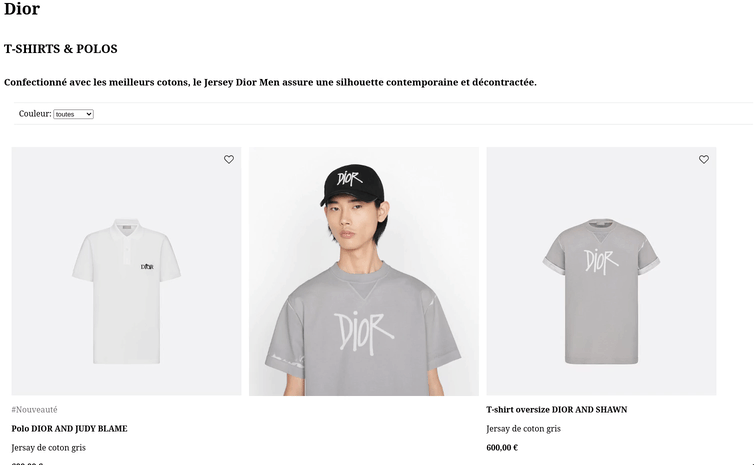 Dior
T-SHIRTS & POLOS
Confectionné avec les meilleurs cotons, le Jersey Dior Men assure une silhouette contemporaine et décontractée.
Couleur: toutes
DIOR
DIOR
DIOR
DIOR
#Nouveauté
Polo DIOR AND JUDY BLAME
Jersay de coton gris
T-shirt oversize DIOR AND SHAWN
Jersay de coton gris
600,00 €